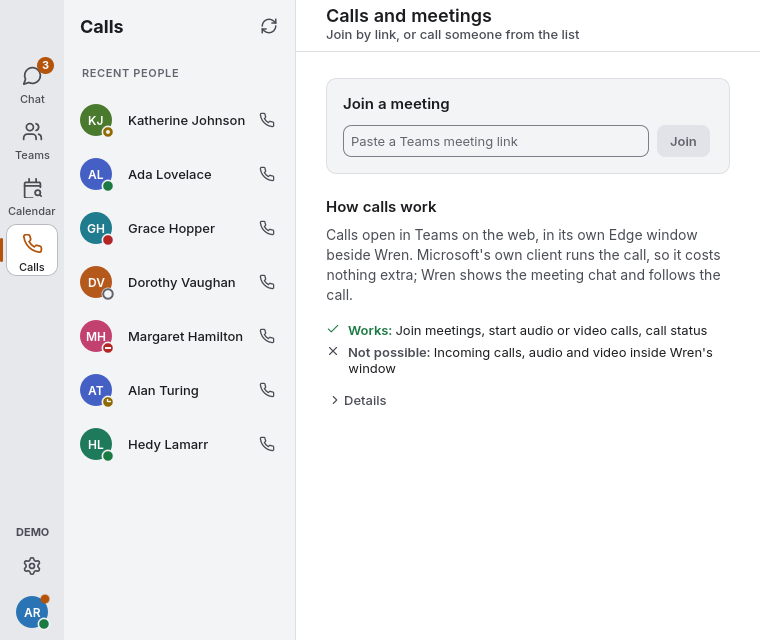 3
Chat
Teams
Calendar
Calls
DEMO
AR
Calls
RECENT PEOPLE
KJ Katherine Johnson
AL Ada Lovelace
GH Grace Hopper
DV Dorothy Vaughan
MH Margaret Hamilton
AT Alan Turing
HL Hedy Lamarr
Calls and meetings
Join by link, or call someone from the list
Join a meeting
Paste a Teams meeting link Join
How calls work
Calls open in Teams on the web, in its own Edge window
beside Wren. Microsoft's own client runs the call, so it costs
nothing extra; Wren shows the meeting chat and follows the
call.
Works: Join meetings, start audio or video calls, call status
Not possible: Incoming calls, audio and video inside Wren's
window
Details